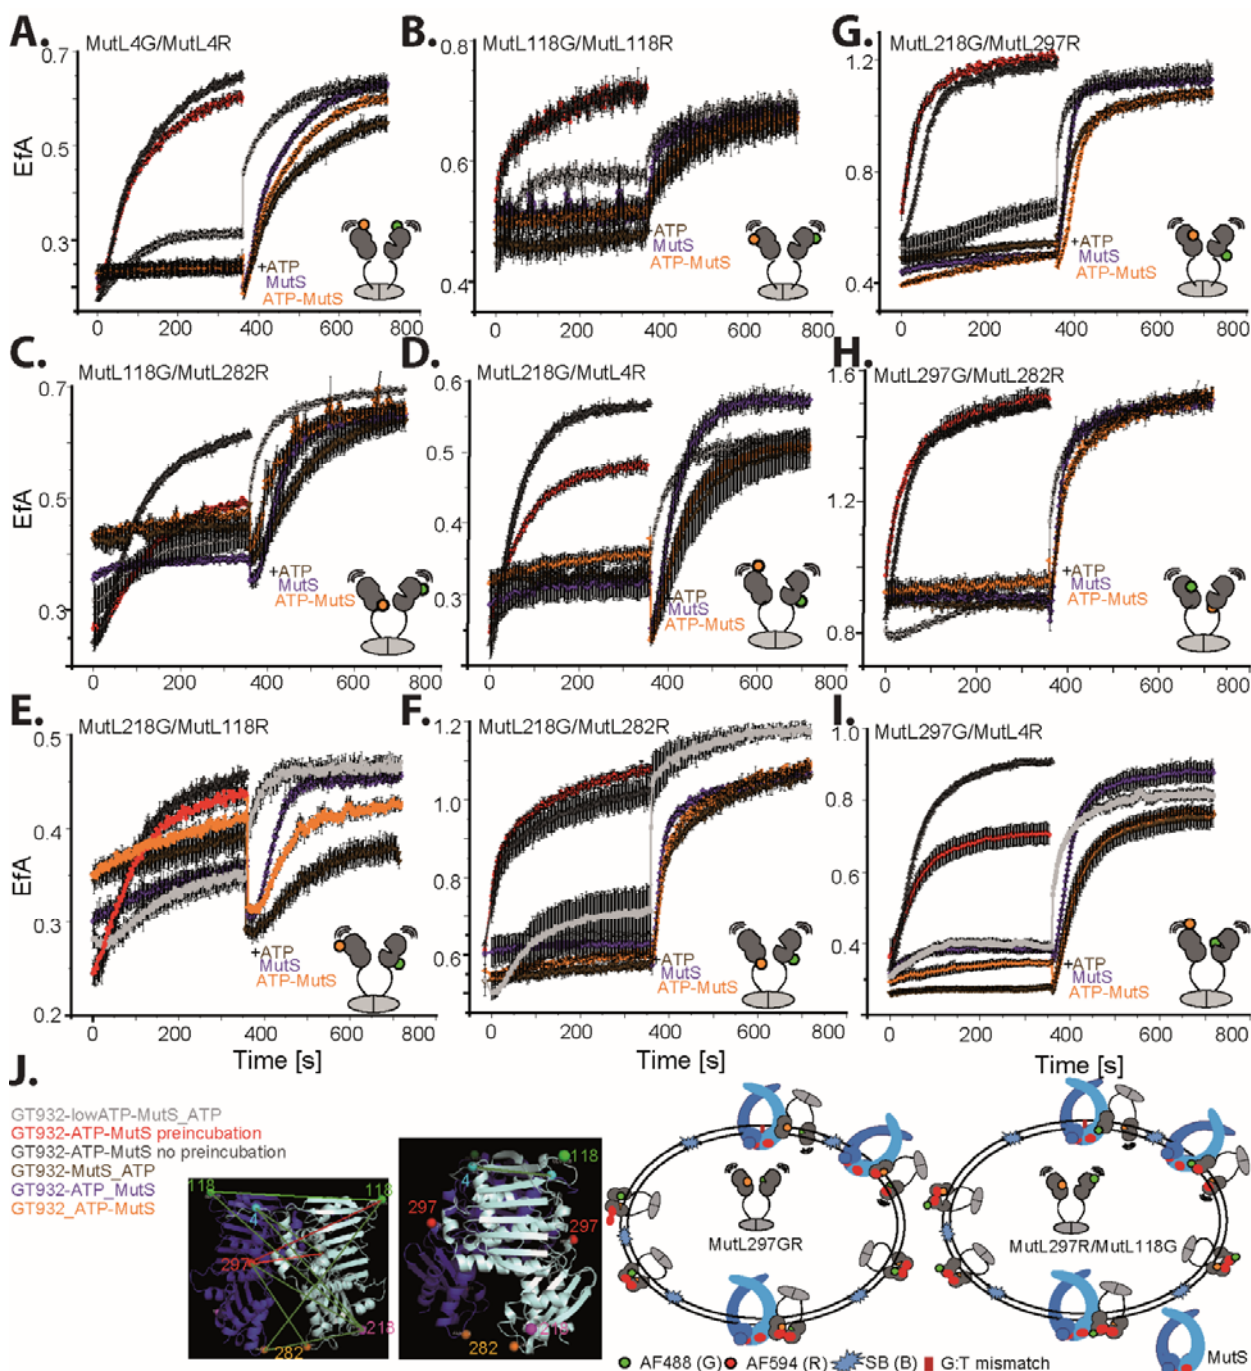 A.
MutL4G/MutL4R
0.7
0.5
0.3
EfA
+ATP
MutS
ATP-MutS
0 200 400 600 800
B.
MutL118G/MutL118R
0.8
0.6
0.4
+ATP
MutS
ATP-MutS
0 200 400 600 800
G.
MutL218G/MutL297R
1.2
0.8
0.4
+ATP
MutS
ATP-MutS
0 200 400 600 800
C.
MutL118G/MutL282R
0.7
0.5
0.3
EfA
+ATP
MutS
ATP-MutS
0 200 400 600 800
D.
MutL218G/MutL4R
0.6
0.5
0.4
0.3
+ATP
MutS
ATP-MutS
0 200 400 600 800
H.
MutL297G/MutL282R
1.6
1.2
0.8
+ATP
MutS
ATP-MutS
0 200 400 600 800
E.
MutL218G/MutL118R
0.5
0.4
0.3
0.2
EfA
+ATP
MutS
ATP-MutS
0 200 400 600 800
Time [s]
F.
MutL218G/MutL282R
1.2
1.0
0.8
0.6
+ATP
MutS
ATP-MutS
0 200 400 600 800
Time [s]
I.
MutL297G/MutL4R
1.0
0.8
0.6
0.4
+ATP
MutS
ATP-MutS
0 200 400 600 800
Time [s]
J.
GT932-lowATP-MutS_ATP
GT932-ATP-MutS preincubation
GT932-ATP-MutS no preincubation
GT932-MutS_ATP
GT932-ATP_MutS
GT932_ATP-MutS
118
118
4
297
218
282
118
4
297
297
218
282
MutL297GR
MutL297R/MutL118G
MutS
AF488 (G) AF594 (R) SB (B) G:T mismatch